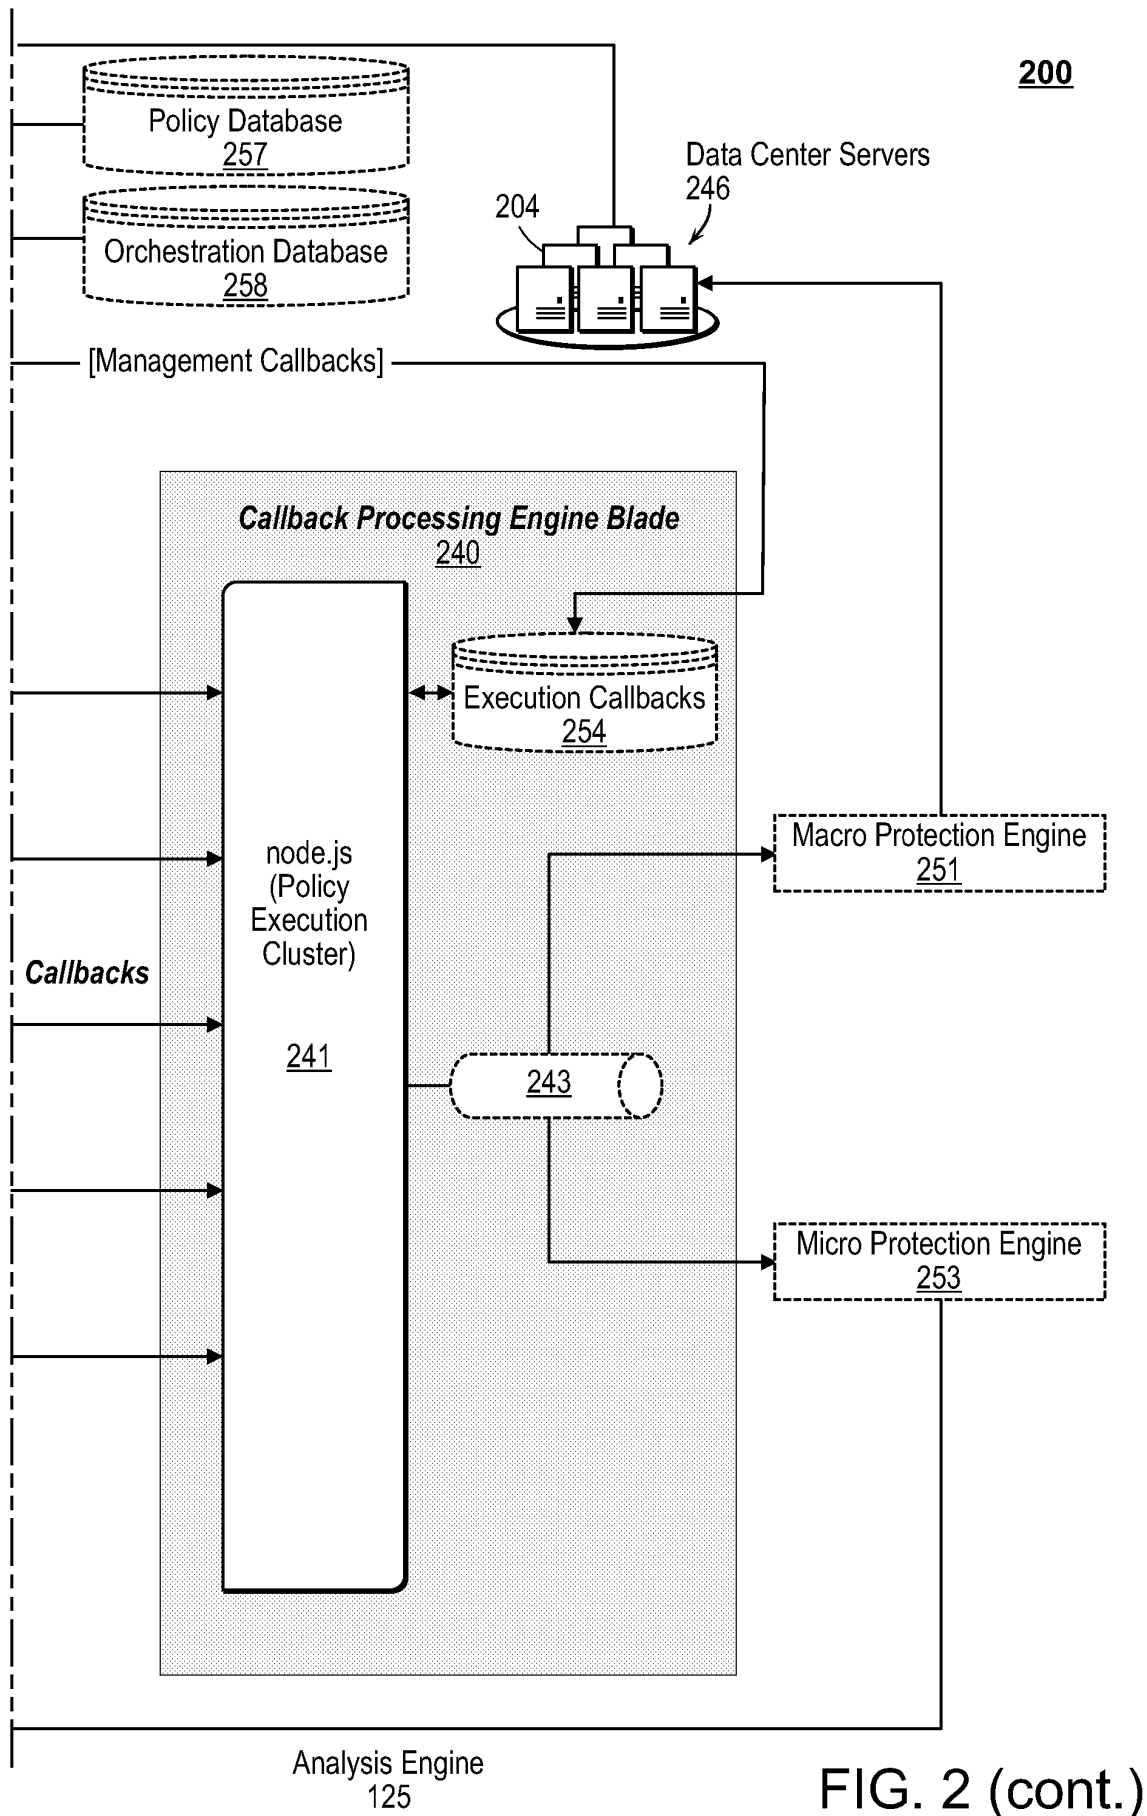 200
Policy Database
257
Data Center Servers
246
204
Orchestration Database
258
[Management Callbacks]
Callback Processing Engine Blade
240
Execution Callbacks
254
node.js
(Policy
Execution
Cluster)
Macro Protection Engine
251
Callbacks
241
243
Micro Protection Engine
253
Analysis Engine
125
FIG. 2 (cont.)